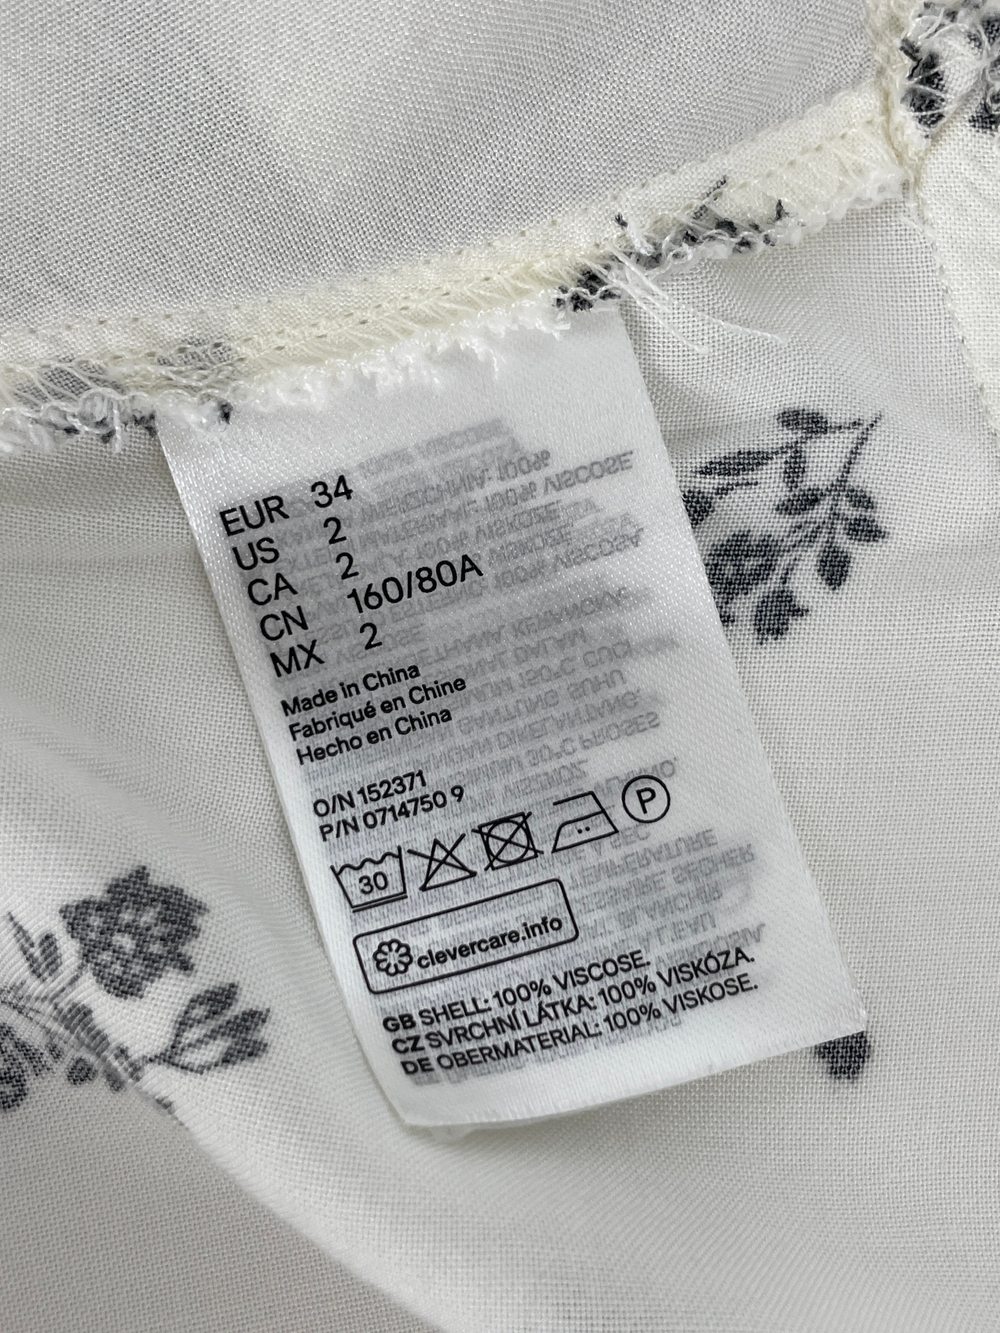 EUR 34
US 2
CA 2
CN 160/80A
MX 2
Made in China
Fabriqué en Chine
Hecho en China
O/N 152371
P/N 0714750 9
30
P
clevercare.info
GB SHELL: 100% VISCOSE.
CZ SVRCHNÍ LÁTKA: 100% VISKÓZA.
DE OBERMATERIAL: 100% VISKOSE.